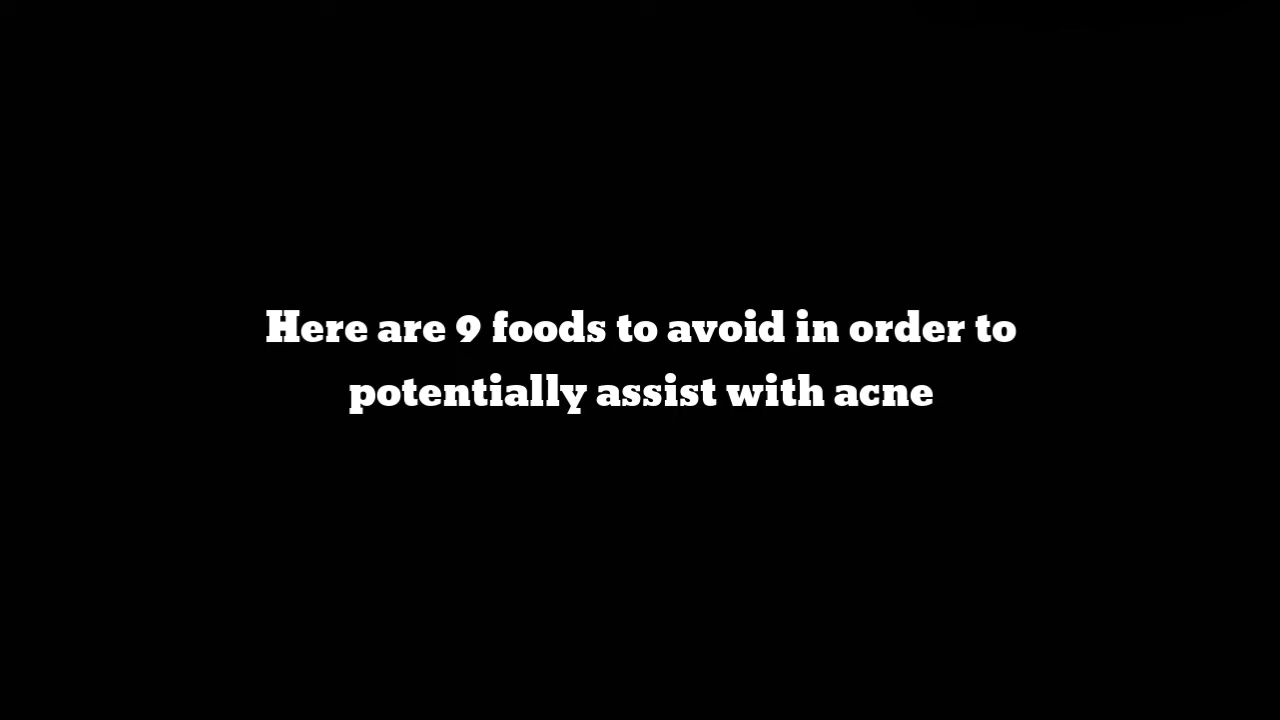 Here are 9 foods to avoid in order to
potentially assist with acne